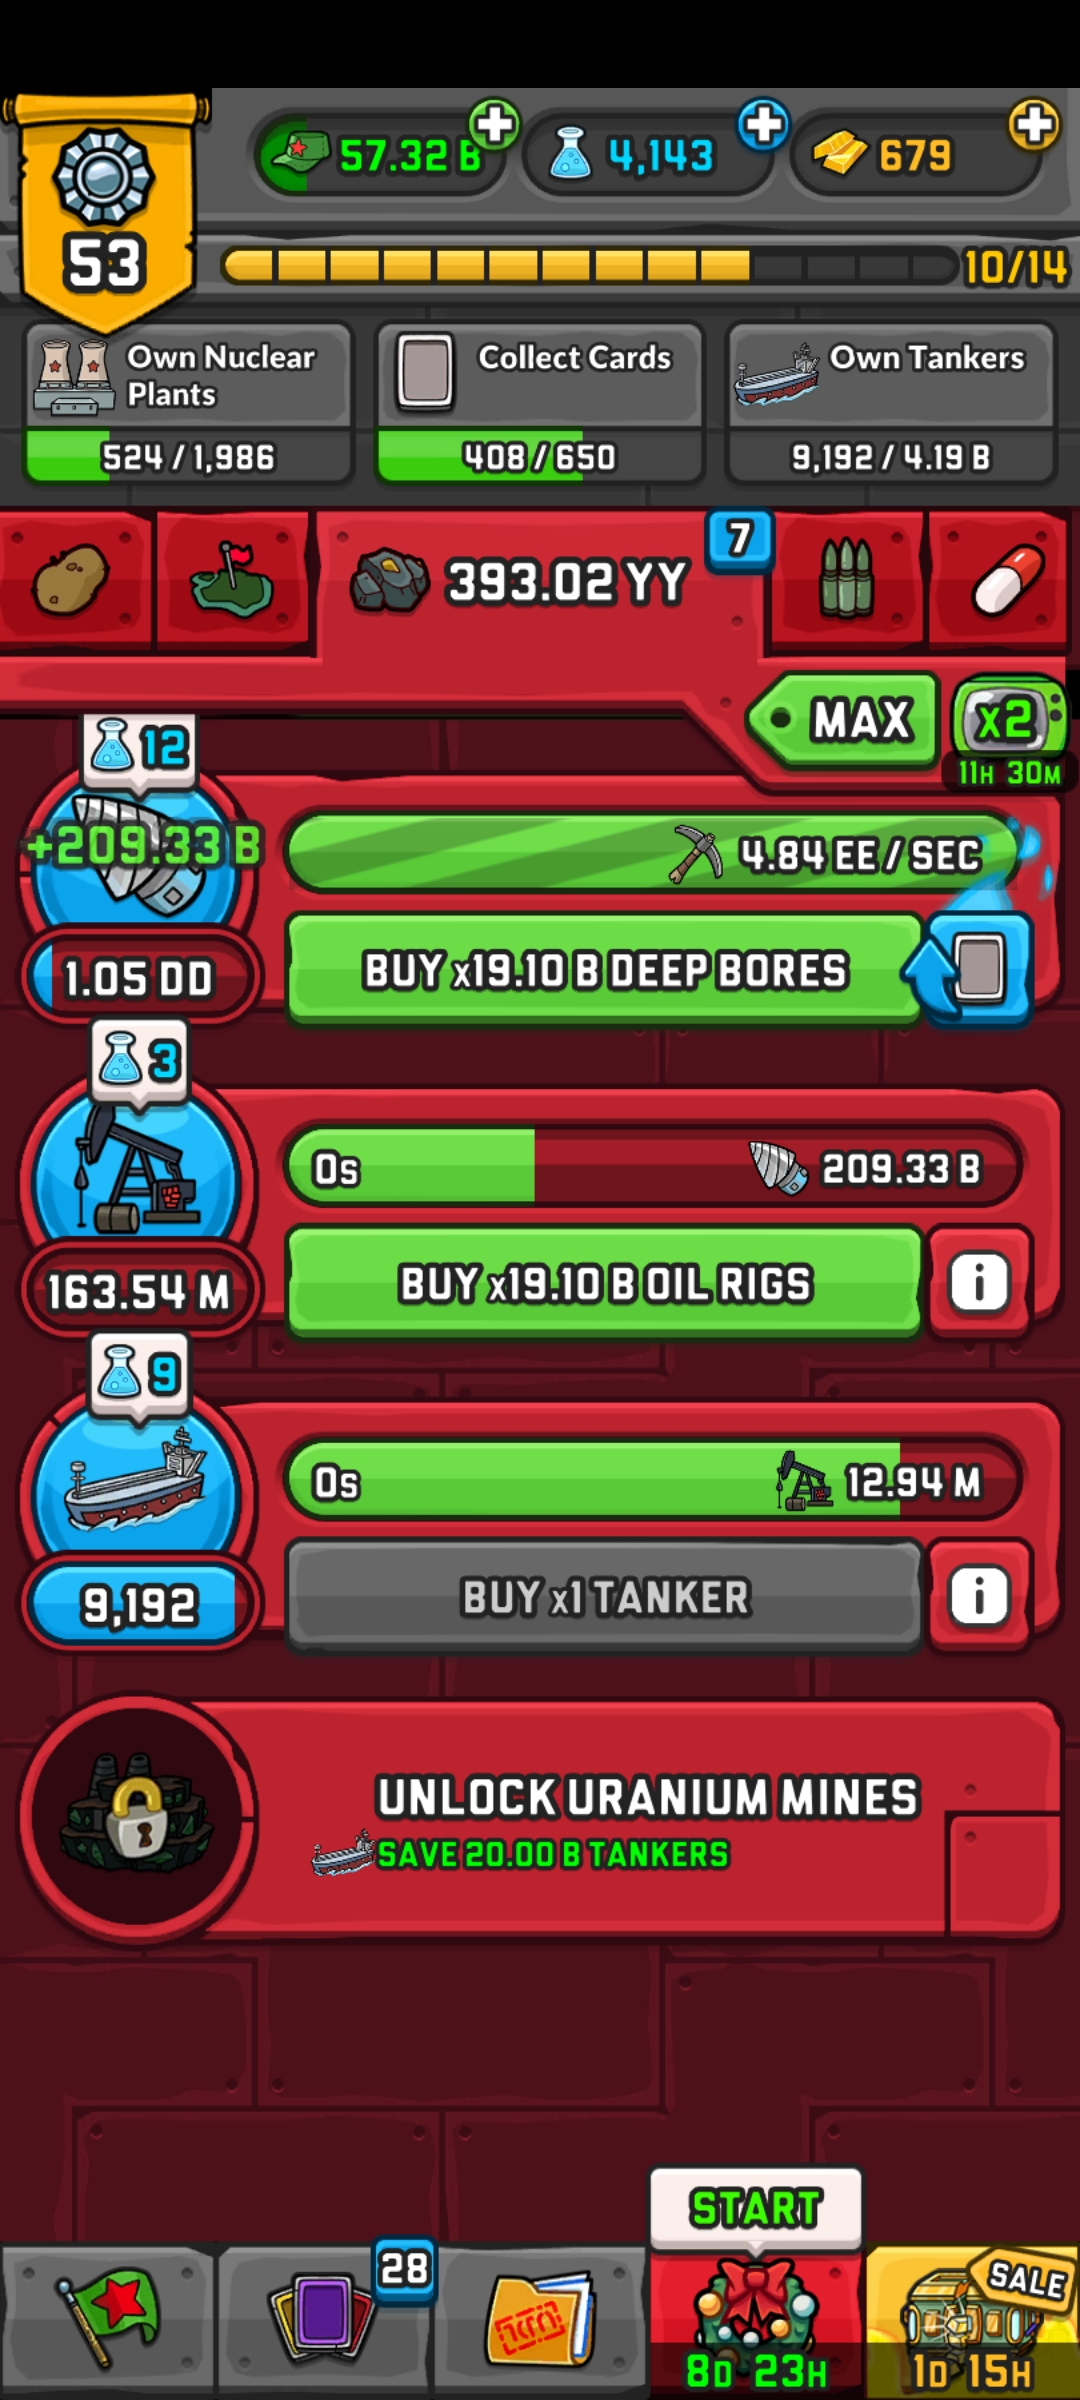 57.32 B
4,143
679
53
10/14
Own Nuclear
Plants
524 / 1,986
Collect Cards
408 / 650
Own Tankers
9,192 / 4.19 B
393.02 YY
7
MAX
x2
11H 30M
12
+209.33 B
4.84 EE / SEC
1.05 DD
BUY x19.10 B DEEP BORES
3
0s
209.33 B
163.54 M
BUY x19.10 B OIL RIGS
i
9
0s
12.94 M
9,192
BUY x1 TANKER
i
UNLOCK URANIUM MINES
SAVE 20.00 B TANKERS
START
28
SALE
8D 23H
1D 15H